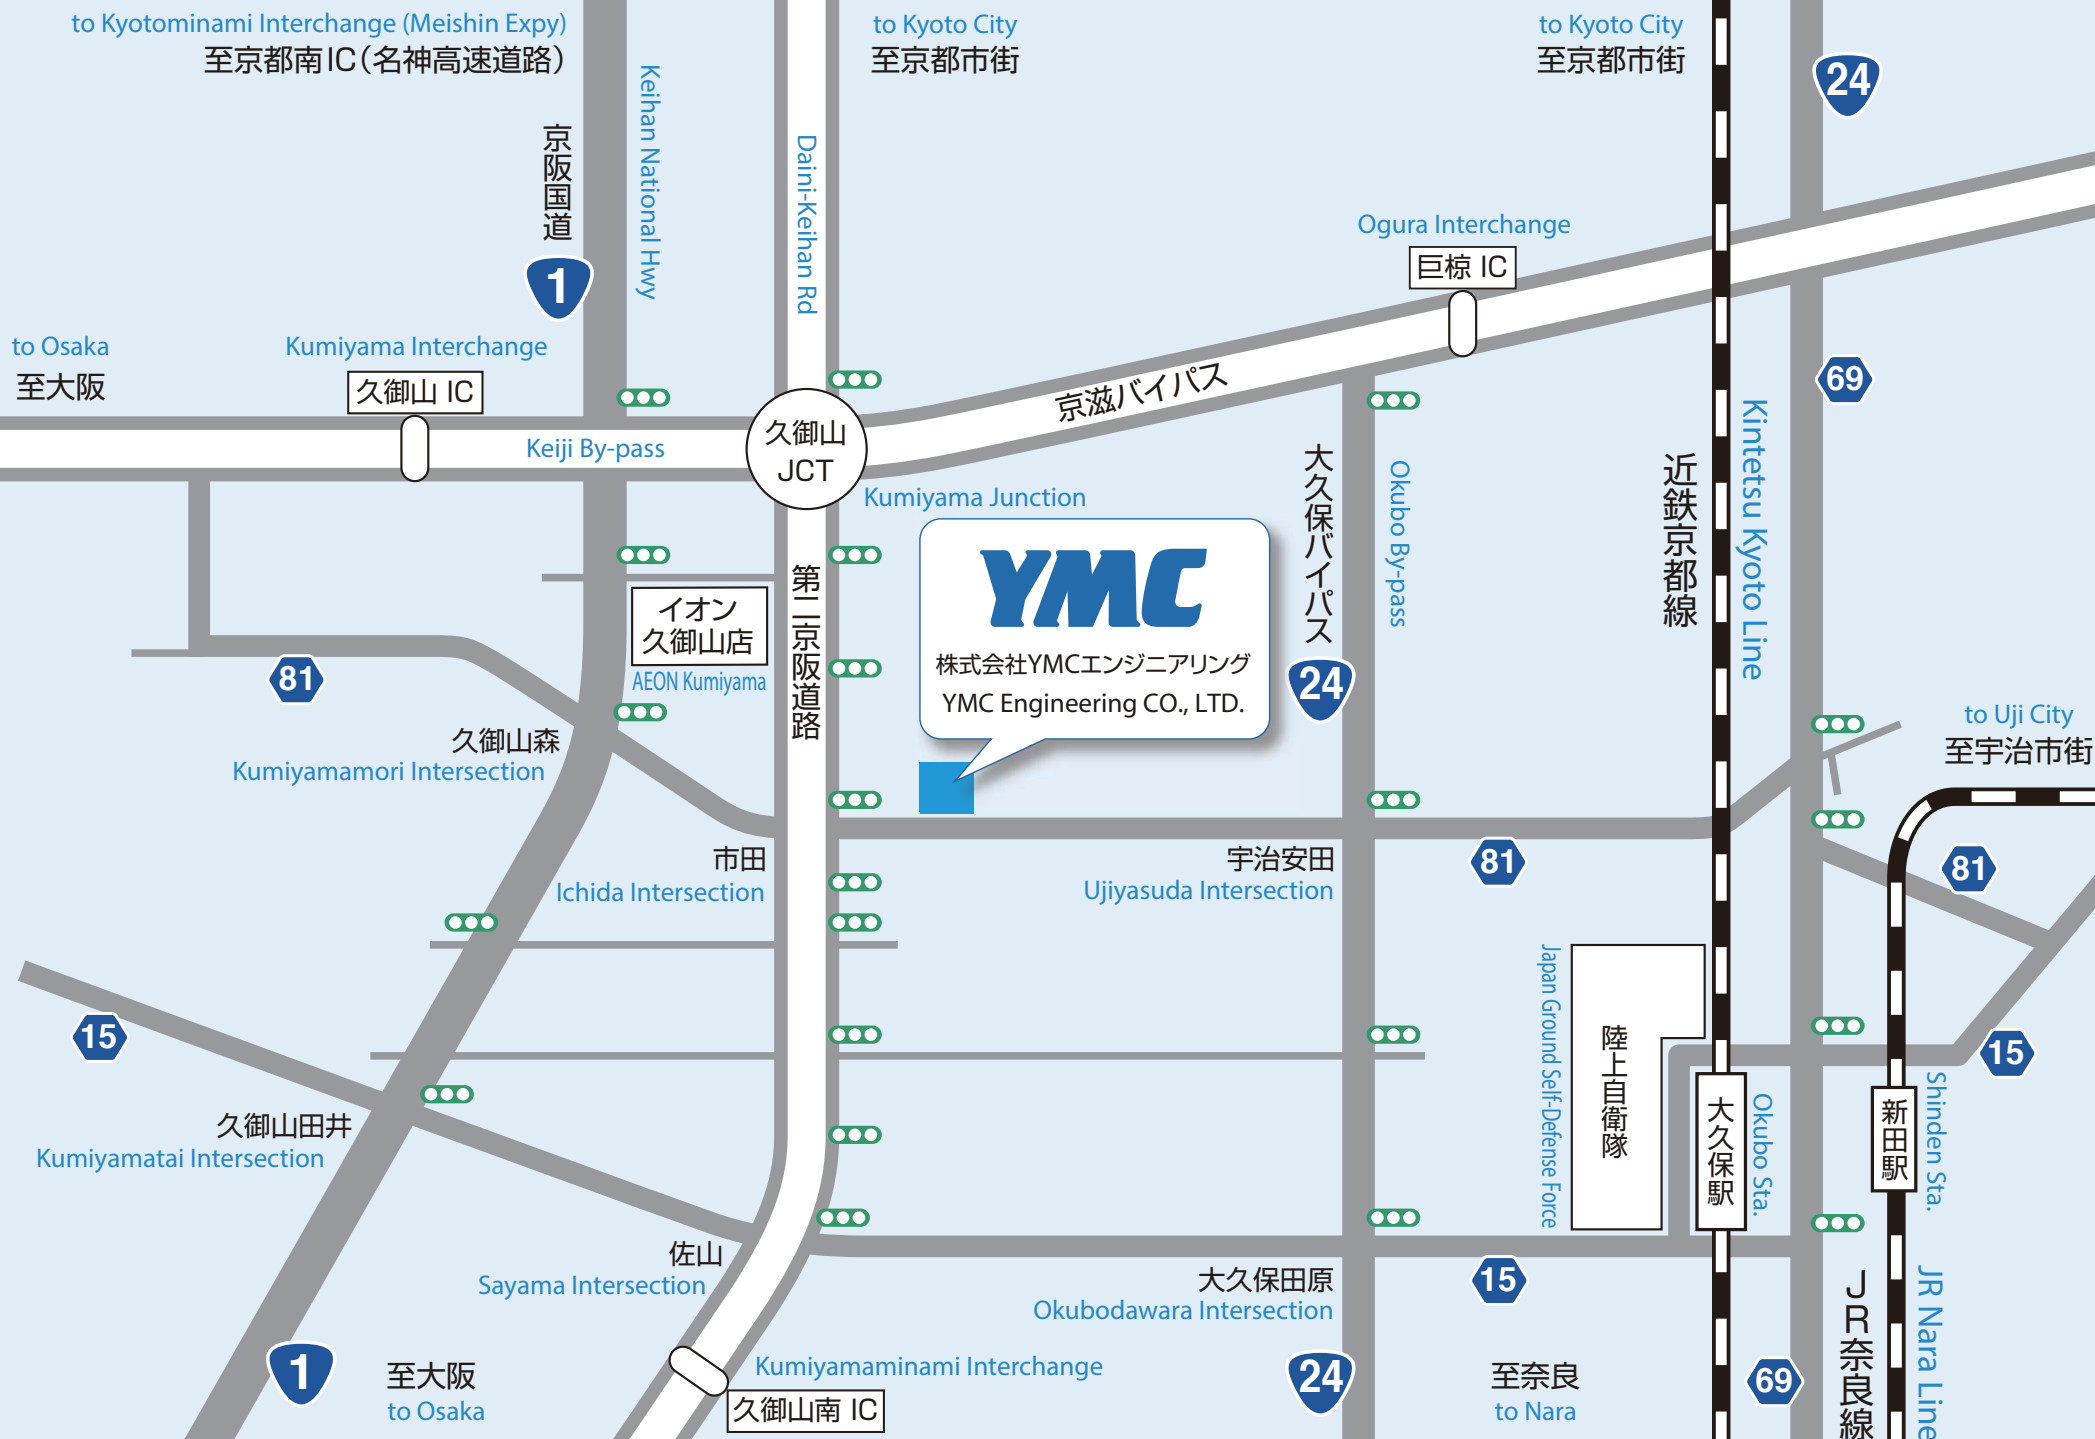 to Kyotominami Interchange (Meishin Expy)
至京都南IC（名神高速道路）
to Kyoto City
至京都市街
to Kyoto City
至京都市街
24
京阪国道
Keihan National Hwy
Daini-Keihan Rd
1
Ogura Interchange
巨椋 IC
to Osaka
至大阪
Kumiyama Interchange
久御山 IC
69
京滋バイパス
Keiji By-pass
久御山
JCT
Kumiyama Junction
大久保バイパス
Okubo By-pass
近鉄京都線
Kintetsu Kyoto Line
YMC
株式会社YMCエンジニアリング
YMC Engineering CO., LTD.
第二京阪道路
イオン
久御山店
AEON Kumiyama
81
24
久御山森
Kumiyamamori Intersection
to Uji City
至宇治市街
市田
Ichida Intersection
宇治安田
Ujiyasuda Intersection
81
81
15
Japan Ground Self-Defense Force
陸上自衛隊
15
久御山田井
Kumiyamatai Intersection
大久保駅
Okubo Sta.
新田駅
Shinden Sta.
佐山
Sayama Intersection
大久保田原
Okubodawara Intersection
15
JR奈良線
JR Nara Line
1
至大阪
to Osaka
Kumiyamaminami Interchange
久御山南 IC
24
至奈良
to Nara
69